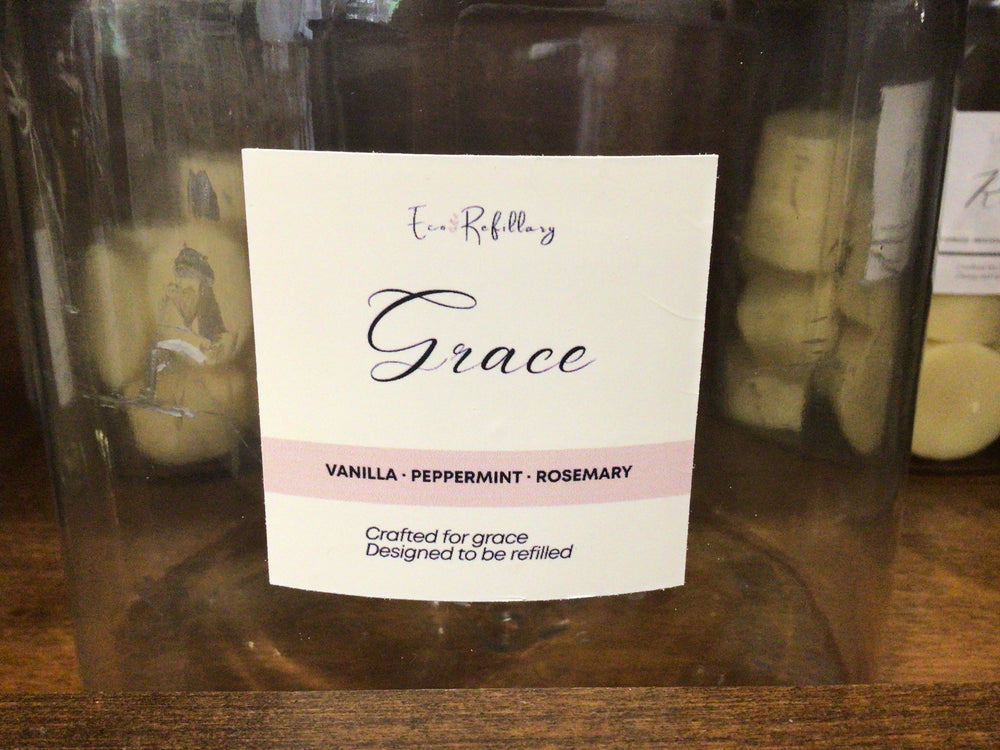 Eco Refillary
Grace
VANILLA · PEPPERMINT · ROSEMARY
Crafted for grace
Designed to be refilled